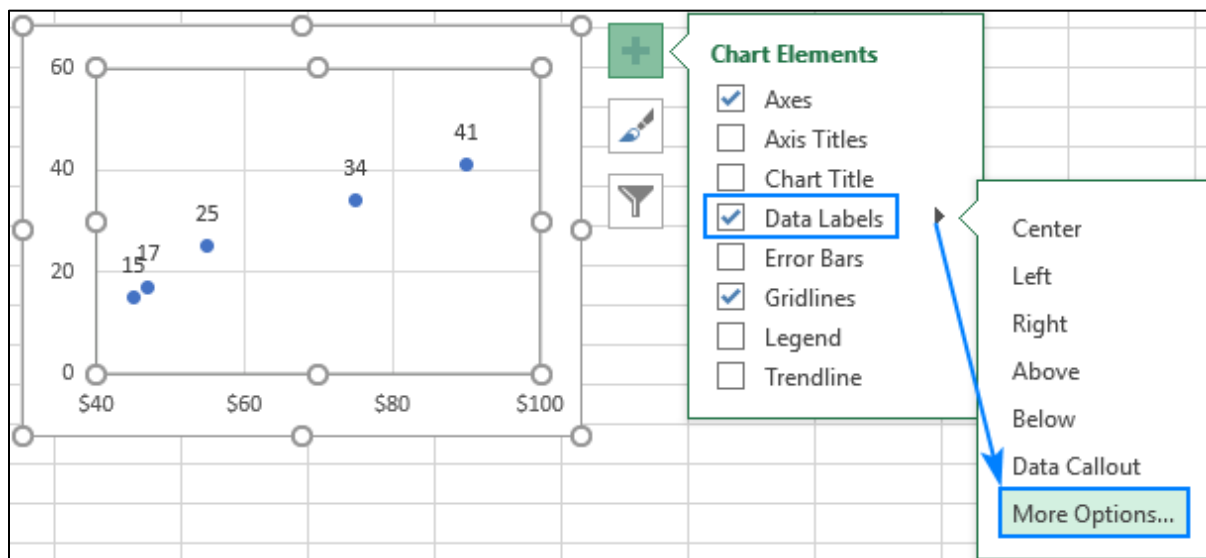 60
40
20
0
$40
$60
$80
$100
15
17
25
34
41
Chart Elements
Axes
Axis Titles
Chart Title
Data Labels
Error Bars
Gridlines
Legend
Trendline
Center
Left
Right
Above
Below
Data Callout
More Options...